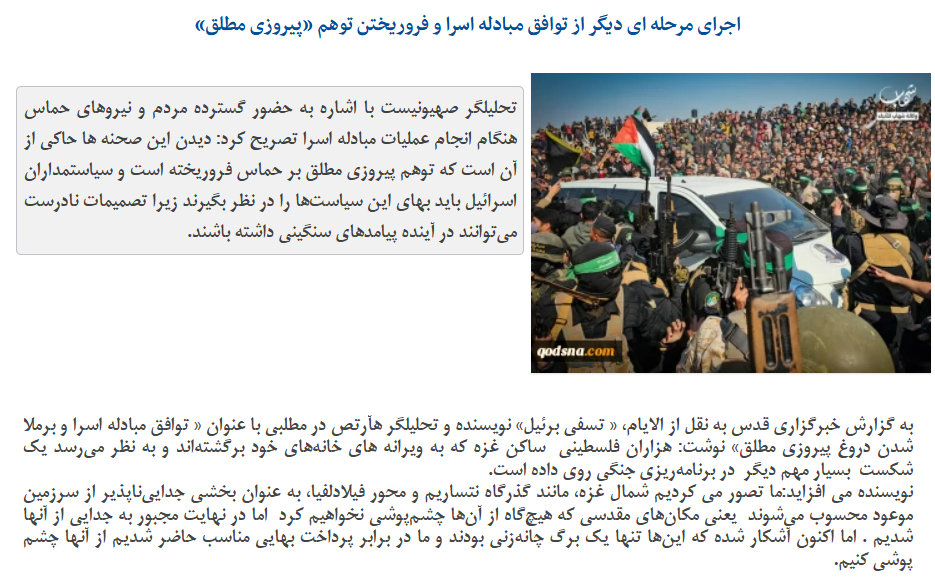 اجرای مرحله ای دیگر از توافق مبادله اسرا و فروریختن توهم «پیروزی مطلق»
تحلیلگر صهیونیست با اشاره به حضور گسترده مردم و نیروهای حماس
هنگام انجام عملیات مبادله اسرا تصریح کرد: دیدن این صحنه ها حاکی از
آن است که توهم پیروزی مطلق بر حماس فروریخته است و سیاستمداران
اسرائیل باید بهای این سیاست‌ها را در نظر بگیرند زیرا تصمیمات نادرست
می‌توانند در آینده پیامدهای سنگینی داشته باشند.
شهاب
وكالة شهاب للأنباء
qodsna.com
به گزارش خبرگزاری قدس به نقل از الایام، « تسفی برئیل» نویسنده و تحلیلگر هآرتص در مطلبی با عنوان « توافق مبادله اسرا و برملا
شدن دروغ پیروزی مطلق» نوشت: هزاران فلسطینی ساکن غزه که به ویرانه های خانه‌های خود برگشته‌اند و به نظر می‌رسد یک
شکست بسیار مهم دیگر در برنامه‌ریزی جنگی روی داده است.
نویسنده می افزاید:ما تصور می کردیم شمال غزه، مانند گذرگاه نتساریم و محور فیلادلفیا، به عنوان بخشی جدایی‌ناپذیر از سرزمین
موعود محسوب می‌شوند یعنی مکان‌های مقدسی که هیچ‌گاه از آن‌ها چشم‌پوشی نخواهیم کرد اما در نهایت مجبور به جدایی از آنها
شدیم . اما اکنون آشکار شده که این‌ها تنها یک برگ چانه‌زنی بودند و ما در برابر پرداخت بهایی مناسب حاضر شدیم از آنها چشم
پوشی کنیم.